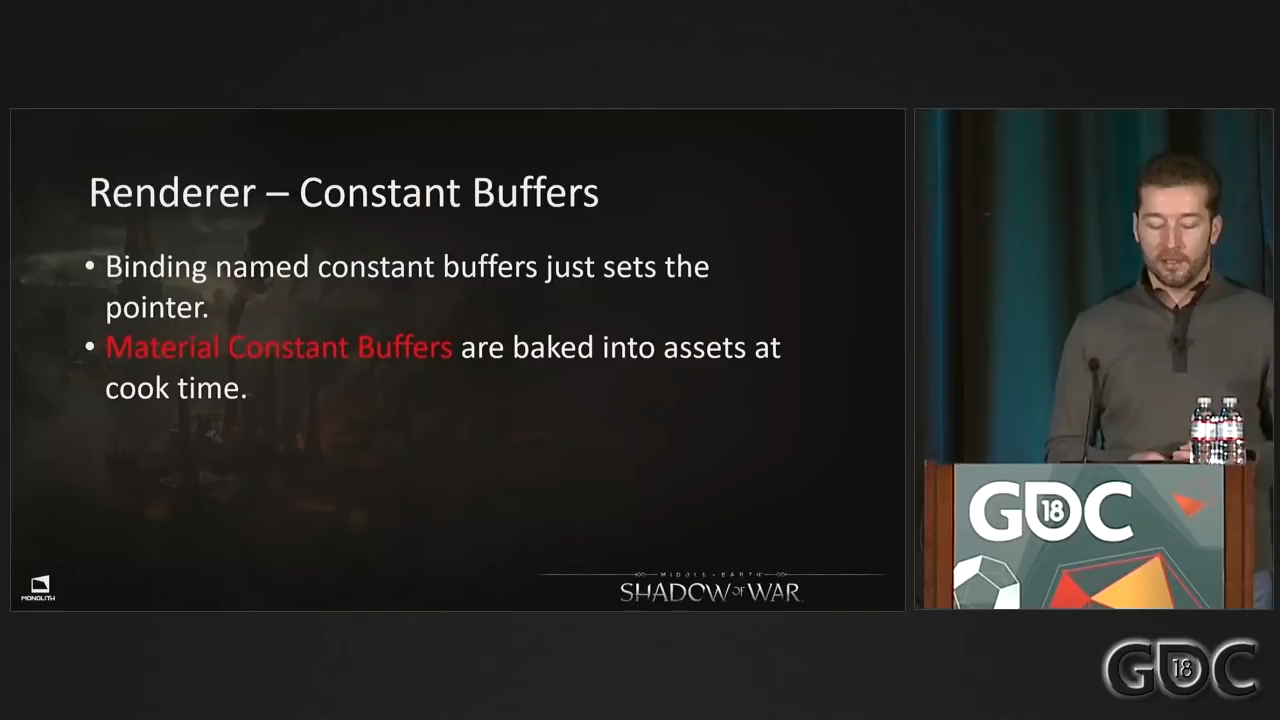 Renderer – Constant Buffers
• Binding named constant buffers just sets the
pointer.
• Material Constant Buffers are baked into assets at
cook time.
MONOLITH
MIDDLE-EARTH
SHADOW OF WAR
GDC 18
GDC 18